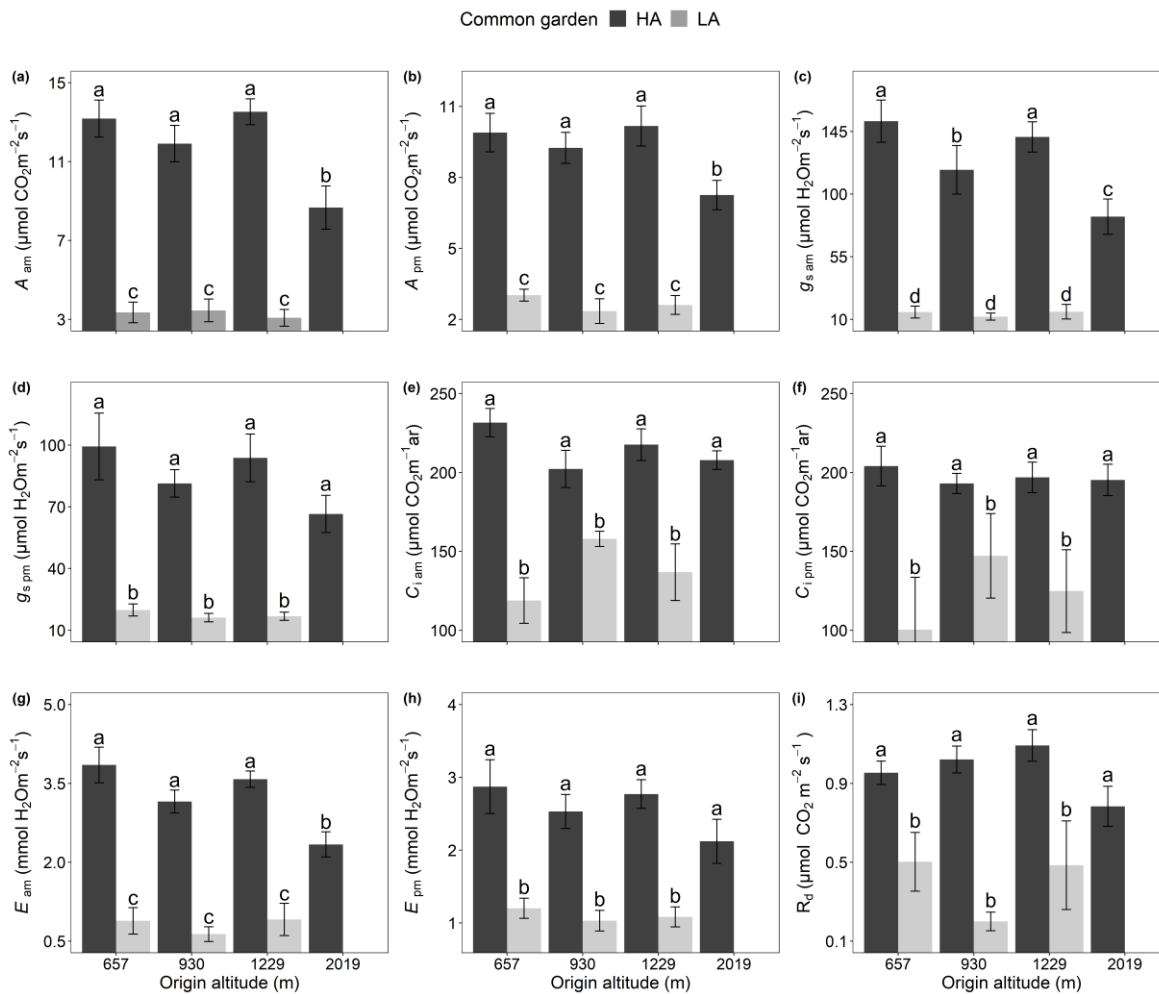 Common garden HA LA
(a)
A am (μmol CO₂m⁻²s⁻¹)
15
11
7
3
a a a b
c c c
(b)
A pm (μmol CO₂m⁻²s⁻¹)
11
8
5
2
a a a b
c c c
(c)
gs am (μmol H₂Om⁻²s⁻¹)
145
100
55
10
a b a c
d d d
(d)
gs pm (μmol H₂Om⁻²s⁻¹)
100
70
40
10
a a a a
b b b
(e)
Ci am (μmol CO₂m⁻¹ar)
250
200
150
100
a a a a
b b b
(f)
Ci pm (μmol CO₂m⁻¹ar)
250
200
150
100
a a a a
b b b
(g)
E am (mmol H₂Om⁻²s⁻¹)
5.0
3.5
2.0
0.5
a a a b
c c c
657 930 1229 2019
Origin altitude (m)
(h)
E pm (mmol H₂Om⁻²s⁻¹)
4
3
2
1
a a a a
b b b
657 930 1229 2019
Origin altitude (m)
(i)
Rd (μmol CO₂ m⁻² s⁻¹ )
1.3
0.9
0.5
0.1
a a a a
b b b
657 930 1229 2019
Origin altitude (m)